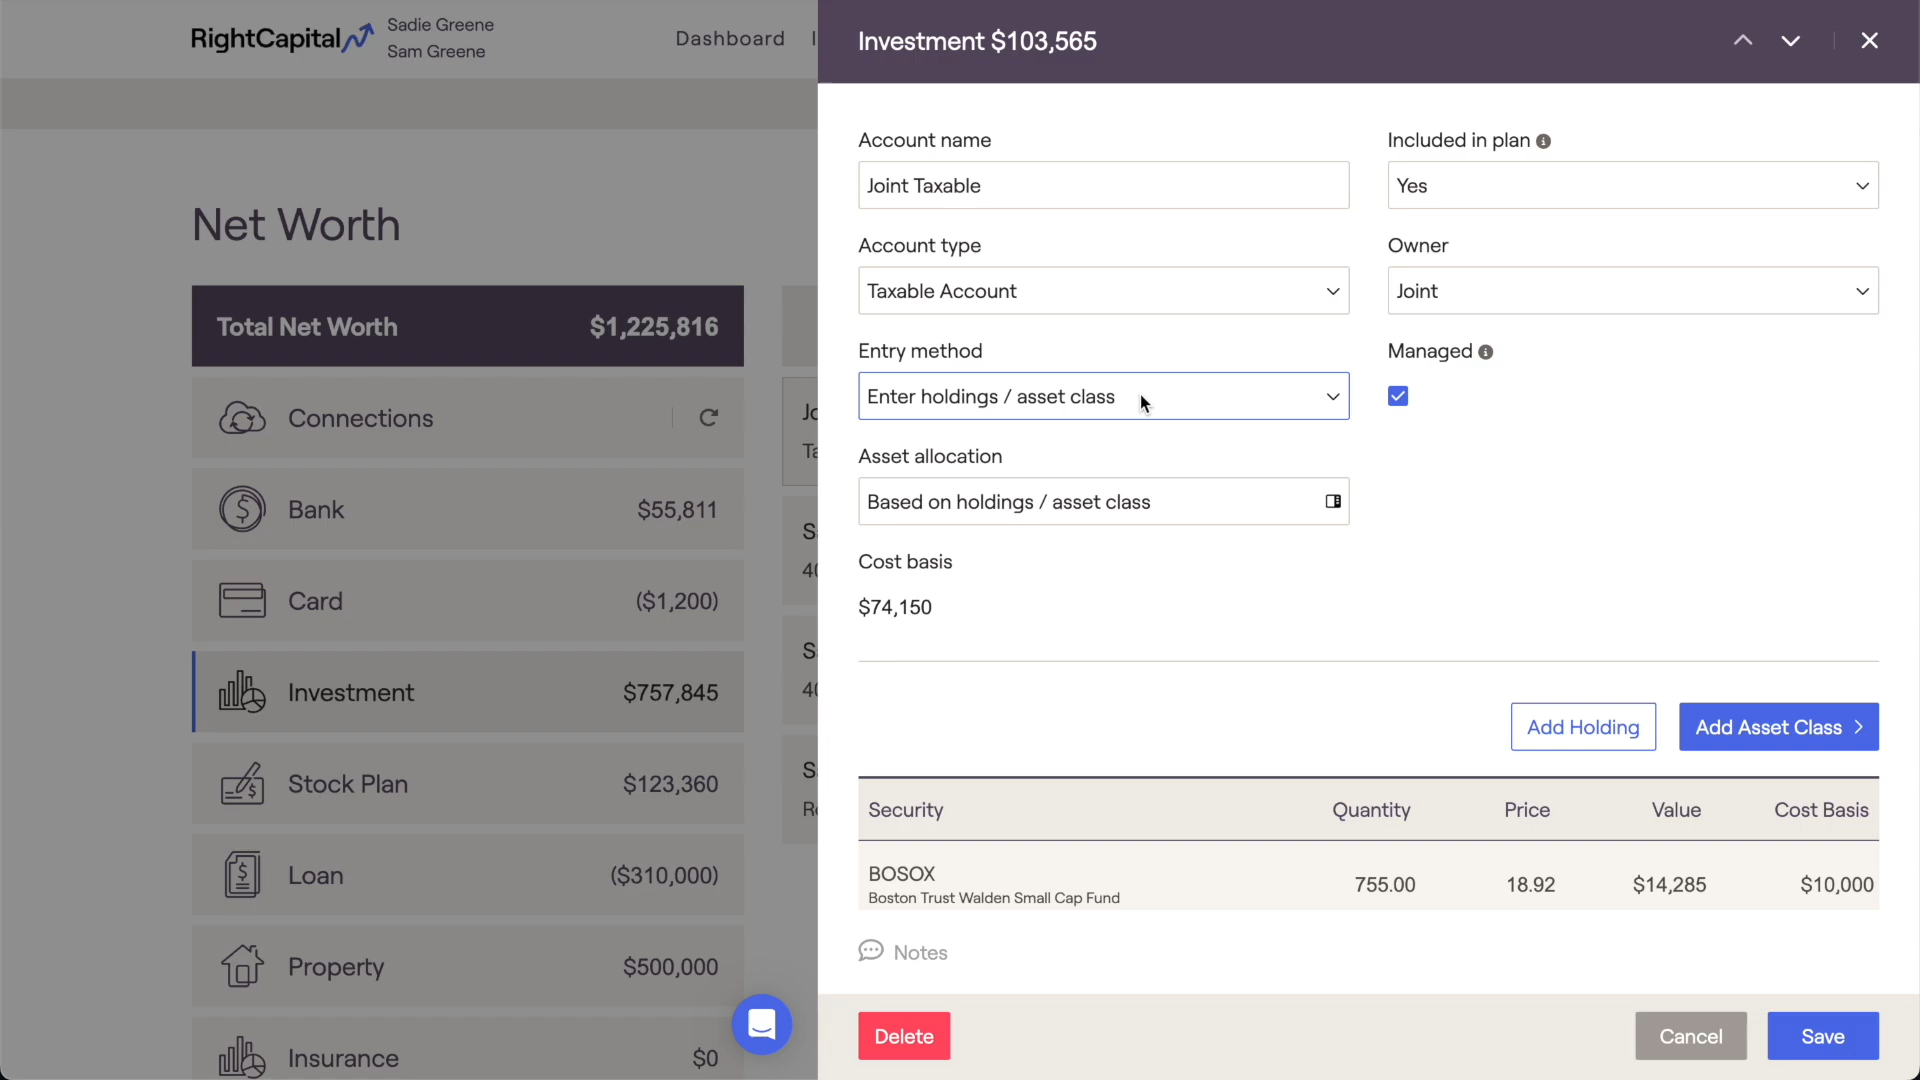 RightCapital
Sadie Greene
Sam Greene
Dashboard
Net Worth
Total Net Worth $1,225,816
Connections
Bank $55,811
Card ($1,200)
Investment $757,845
Stock Plan $123,360
Loan ($310,000)
Property $500,000
Insurance $0
Investment $103,565
Account name
Joint Taxable
Included in plan
Yes
Account type
Taxable Account
Owner
Joint
Entry method
Enter holdings / asset class
Managed
Asset allocation
Based on holdings / asset class
Cost basis
$74,150
Add Holding
Add Asset Class
Security Quantity Price Value Cost Basis
BOSOX 755.00 18.92 $14,285 $10,000
Boston Trust Walden Small Cap Fund
Notes
Delete
Cancel
Save